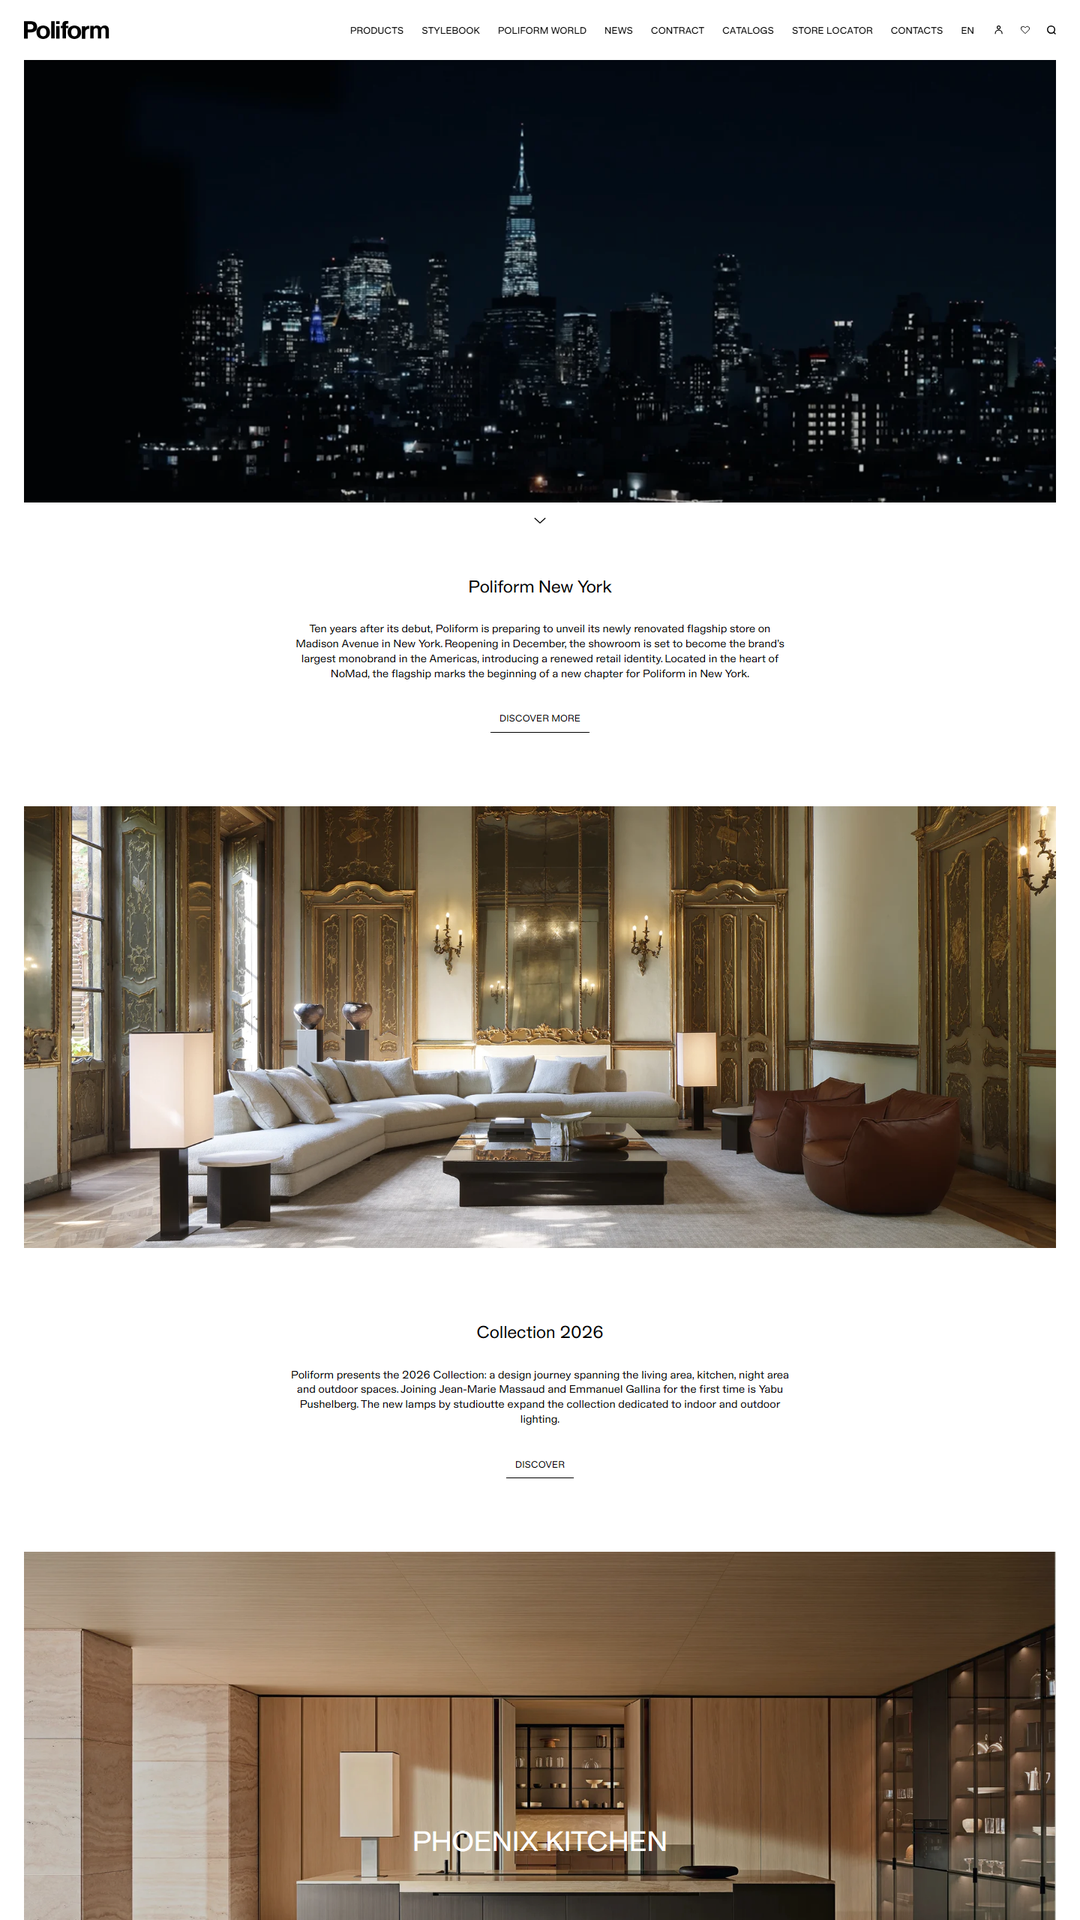 Poliform
PRODUCTS STYLEBOOK POLIFORM WORLD NEWS CONTRACT CATALOGS STORE LOCATOR CONTACTS EN
Poliform New York
Ten years after its debut, Poliform is preparing to unveil its newly renovated flagship store on
Madison Avenue in New York. Reopening in December, the showroom is set to become the brand's
largest monobrand in the Americas, introducing a renewed retail identity. Located in the heart of
NoMad, the flagship marks the beginning of a new chapter for Poliform in New York.
DISCOVER MORE
Collection 2026
Poliform presents the 2026 Collection: a design journey spanning the living area, kitchen, night area
and outdoor spaces. Joining Jean-Marie Massaud and Emmanuel Gallina for the first time is Yabu
Pushelberg. The new lamps by studioutte expand the collection dedicated to indoor and outdoor
lighting.
DISCOVER
PHOENIX KITCHEN